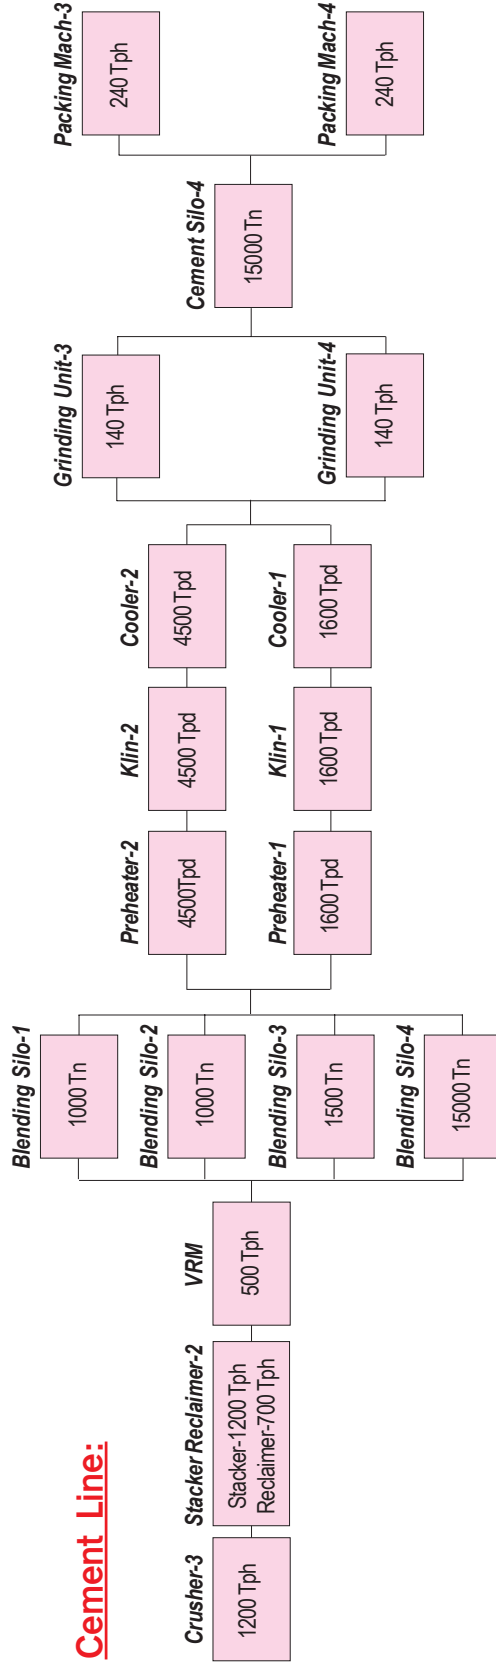 Cement Line:
Crusher-3
1200 Tph
Stacker Reclaimer-2
Stacker-1200 Tph
Reclaimer-700 Tph
VRM
500 Tph
Blending Silo-1
1000 Tn
Blending Silo-2
1000 Tn
Blending Silo-3
1500 Tn
Blending Silo-4
15000 Tn
Preheater-2
4500Tpd
Klin-2
4500 Tpd
Cooler-2
4500 Tpd
Preheater-1
1600Tpd
Klin-1
1600 Tpd
Cooler-1
1600 Tpd
Grinding Unit-3
140 Tph
Grinding Unit-4
140 Tph
Cement Silo-4
15000 Tn
Packing Mach-3
240 Tph
Packing Mach-4
240 Tph